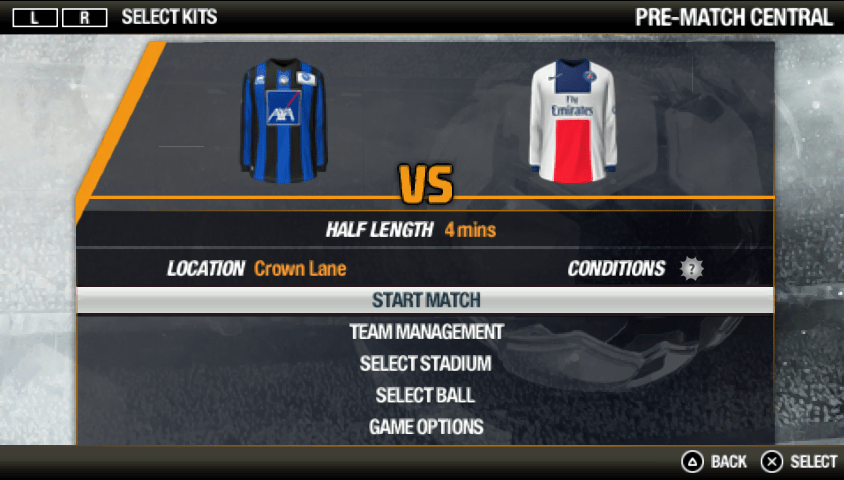 L R SELECT KITS
PRE-MATCH CENTRAL
AXA
Fly
Emirates
VS
HALF LENGTH 4 mins
LOCATION Crown Lane
CONDITIONS ?
START MATCH
TEAM MANAGEMENT
SELECT STADIUM
SELECT BALL
GAME OPTIONS
BACK SELECT